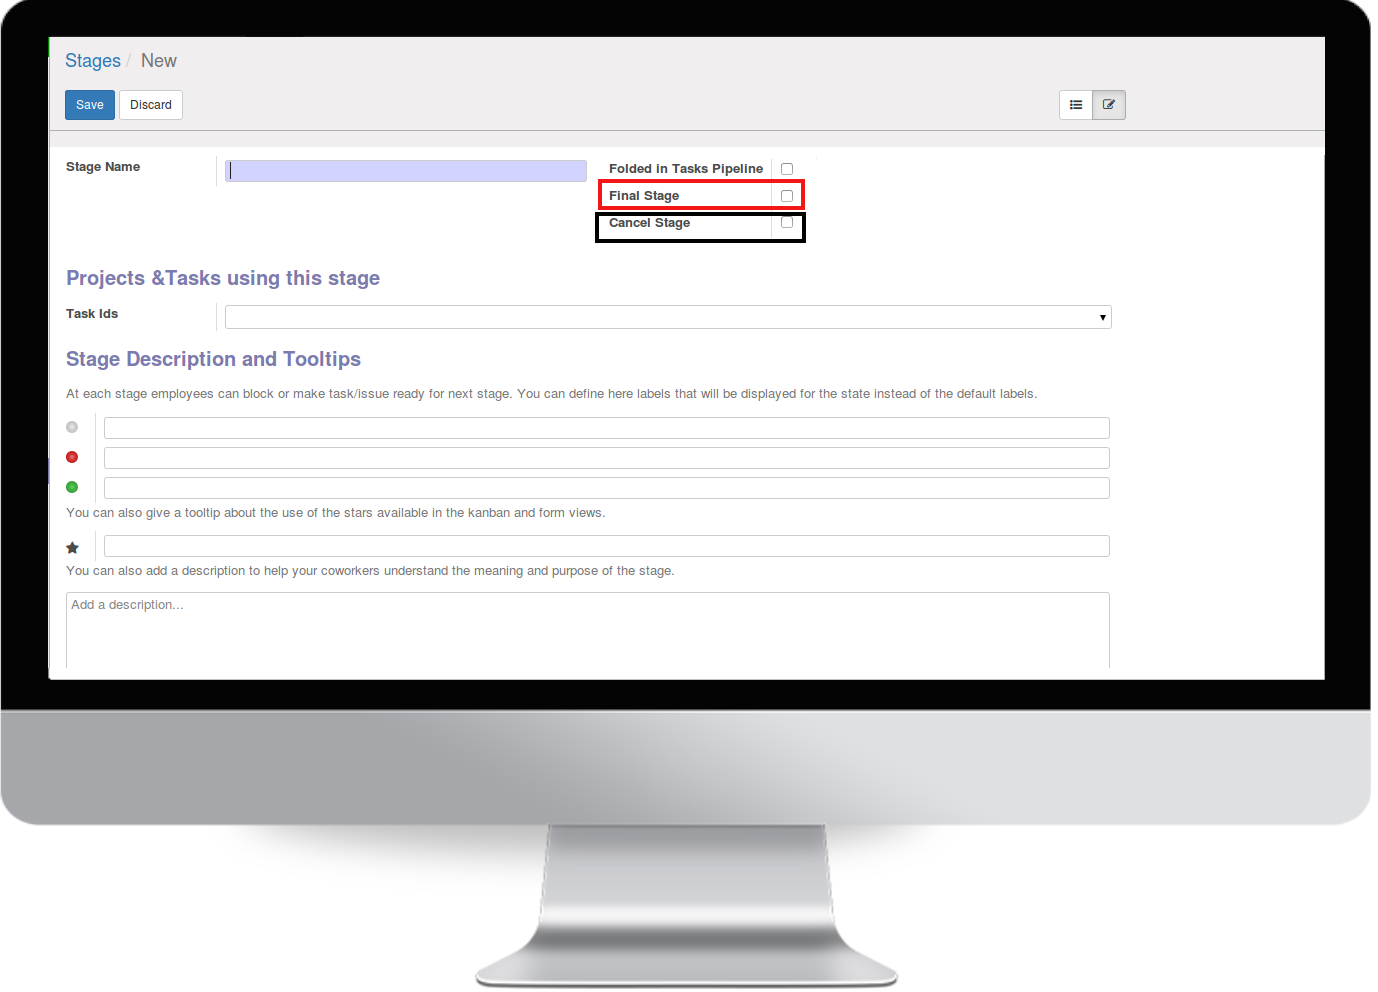 Stages / New
Save Discard
Stage Name
Folded in Tasks Pipeline
Final Stage
Cancel Stage
Projects &Tasks using this stage
Task Ids
Stage Description and Tooltips
At each stage employees can block or make task/issue ready for next stage. You can define here labels that will be displayed for the state instead of the default labels.
You can also give a tooltip about the use of the stars available in the kanban and form views.
You can also add a description to help your coworkers understand the meaning and purpose of the stage.
Add a description...